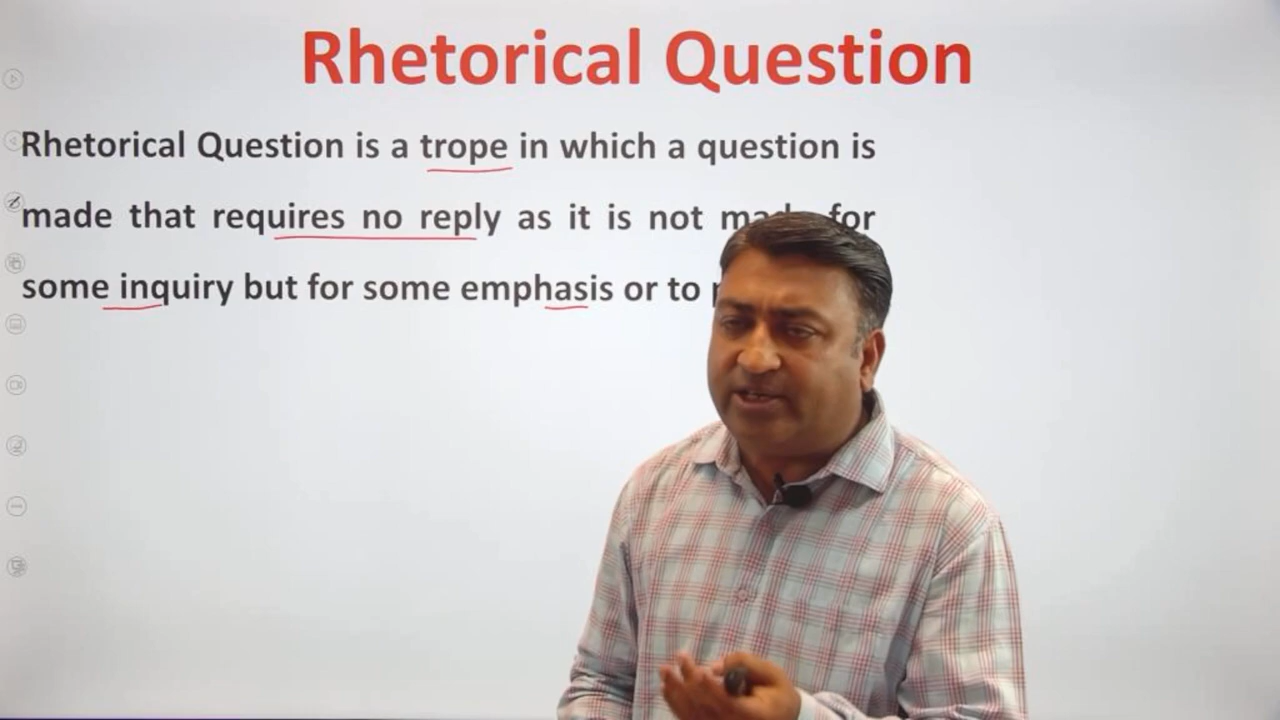 Rhetorical Question
Rhetorical Question is a trope in which a question is
made that requires no reply as it is not made for
some inquiry but for some emphasis or to